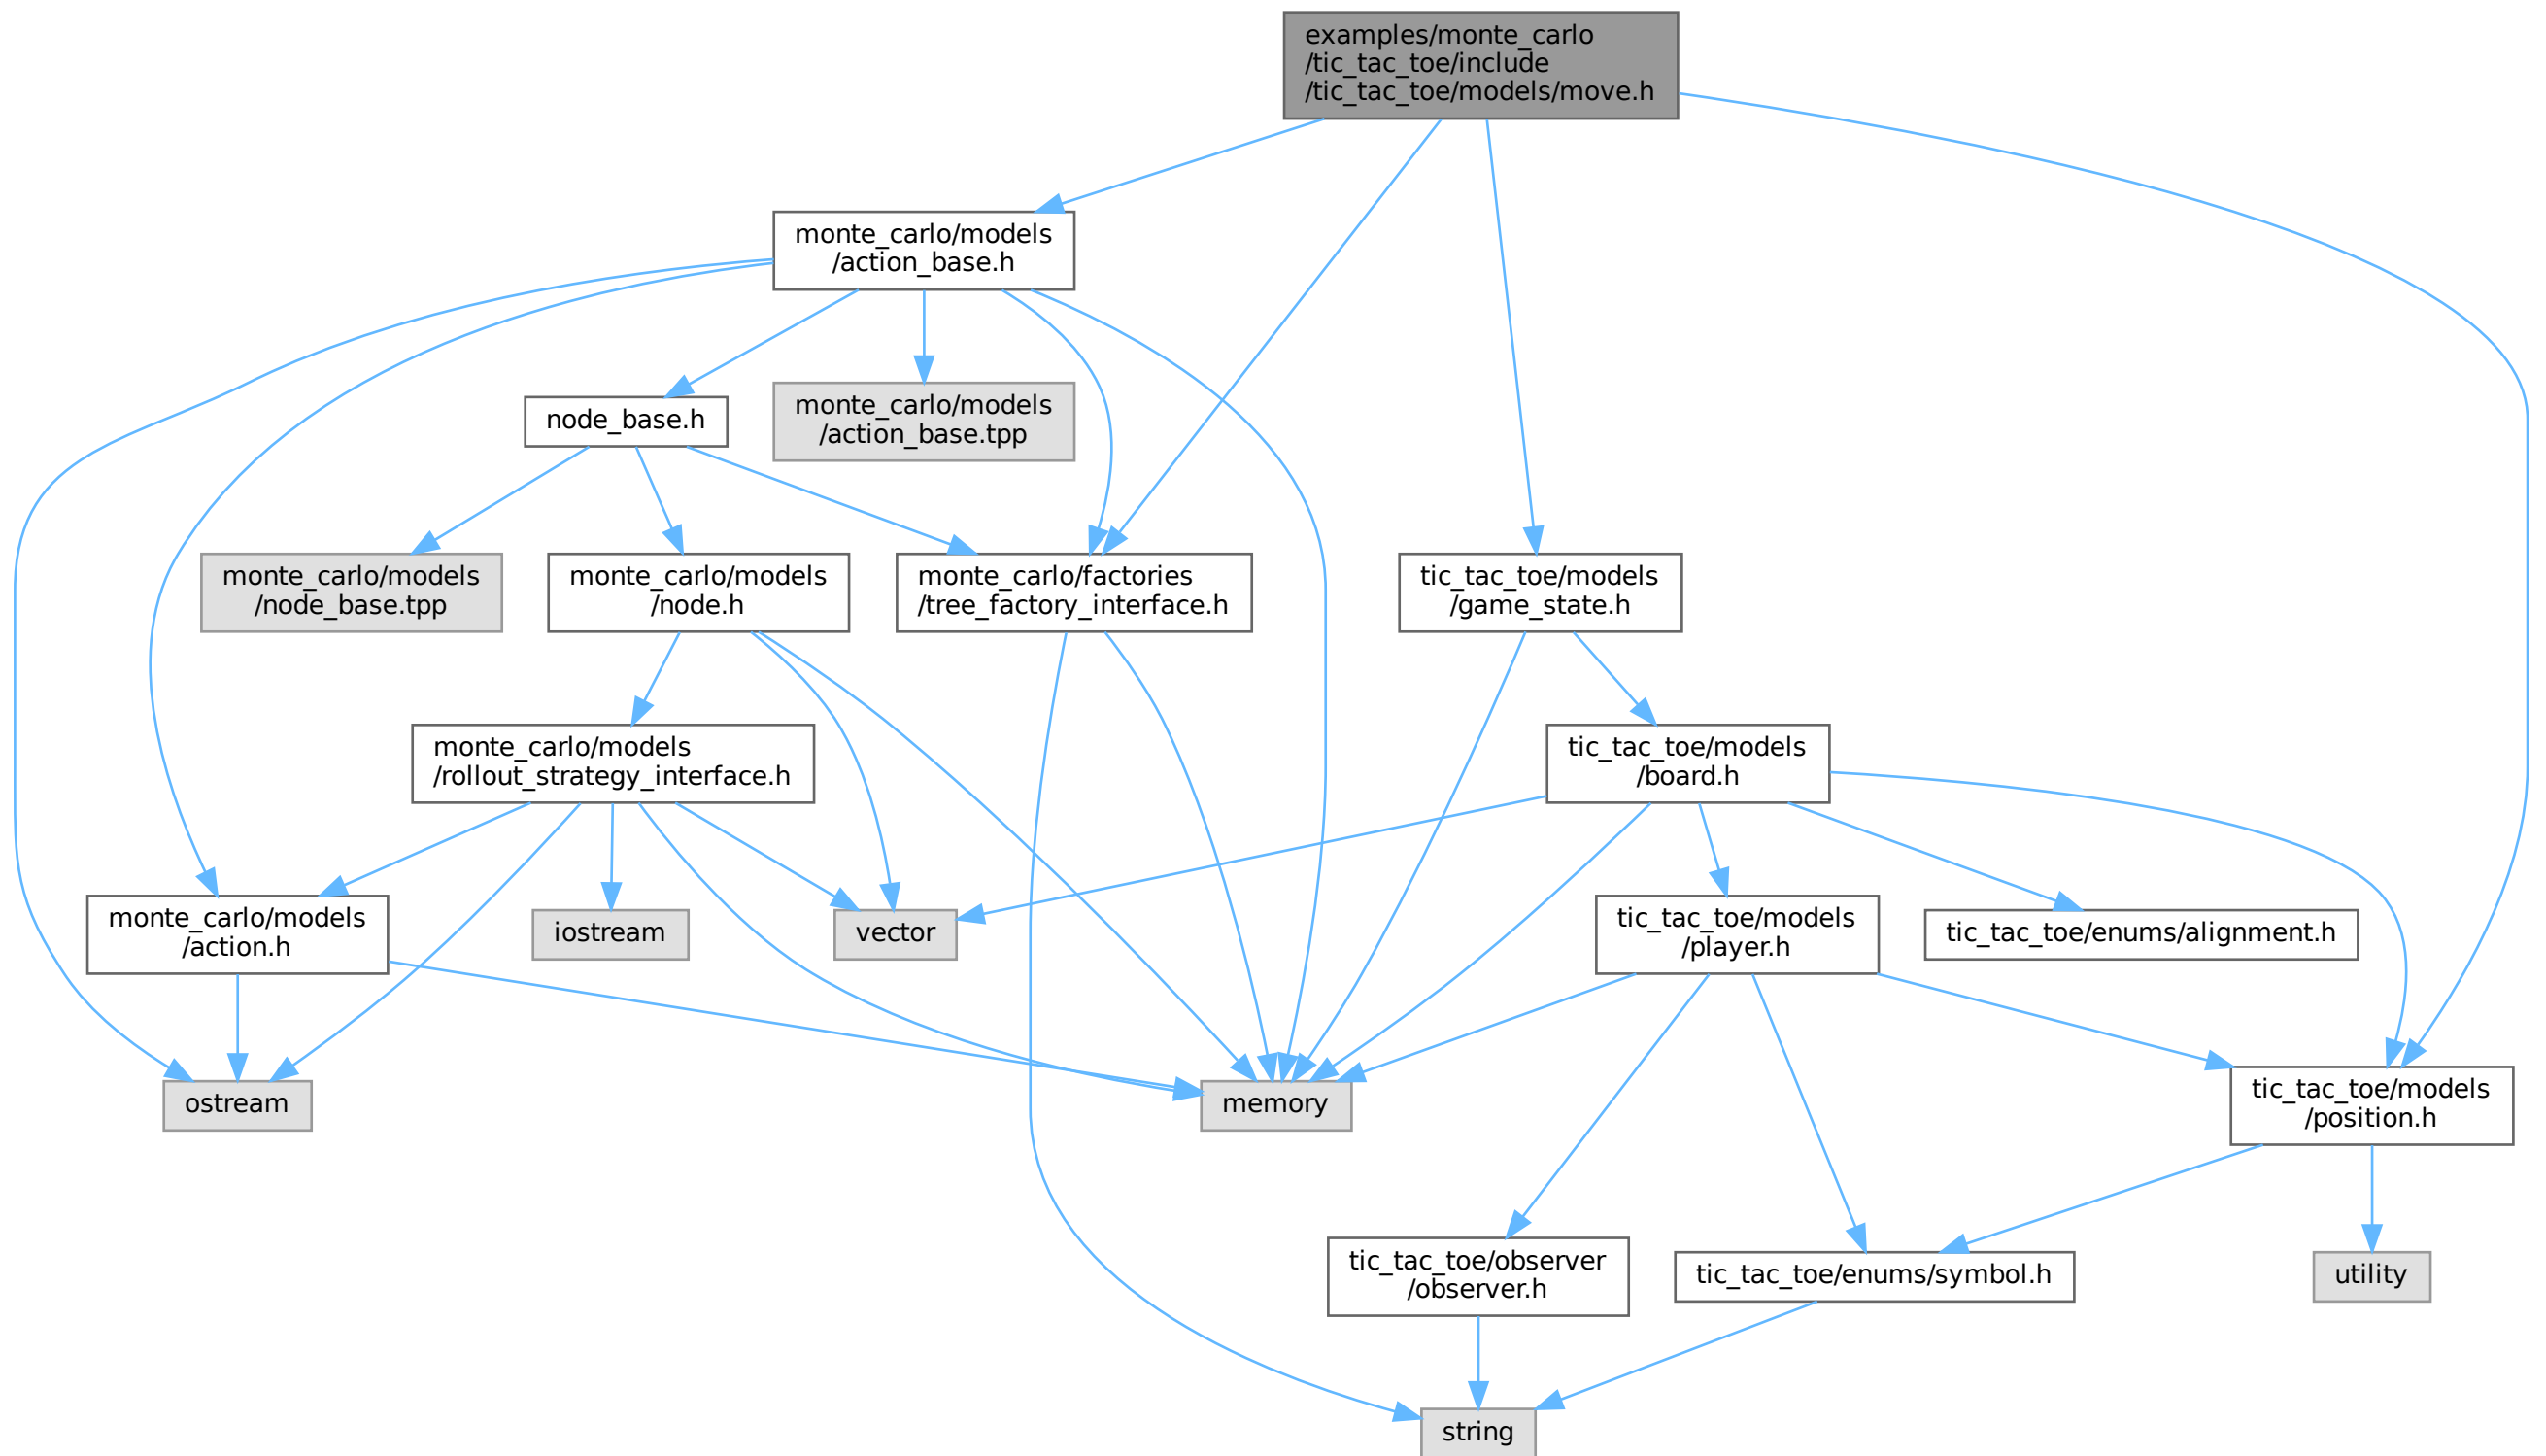 examples/monte_carlo
/tic_tac_toe/include
/tic_tac_toe/models/move.h
monte_carlo/models
/action_base.h
node_base.h
monte_carlo/models
/action_base.tpp
monte_carlo/models
/node_base.tpp
monte_carlo/models
/node.h
monte_carlo/factories
/tree_factory_interface.h
tic_tac_toe/models
/game_state.h
monte_carlo/models
/rollout_strategy_interface.h
tic_tac_toe/models
/board.h
monte_carlo/models
/action.h
iostream
vector
tic_tac_toe/models
/player.h
tic_tac_toe/enums/alignment.h
ostream
memory
tic_tac_toe/models
/position.h
tic_tac_toe/observer
/observer.h
tic_tac_toe/enums/symbol.h
utility
string